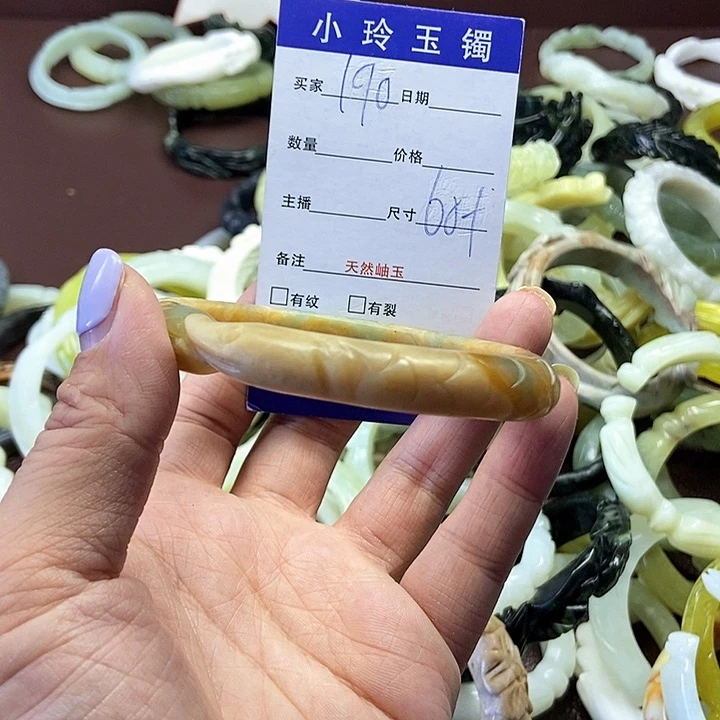 小玲玉镯
买家 190 日期
数量 价格
主播 尺寸 60+
备注 天然岫玉
□有纹 □有裂